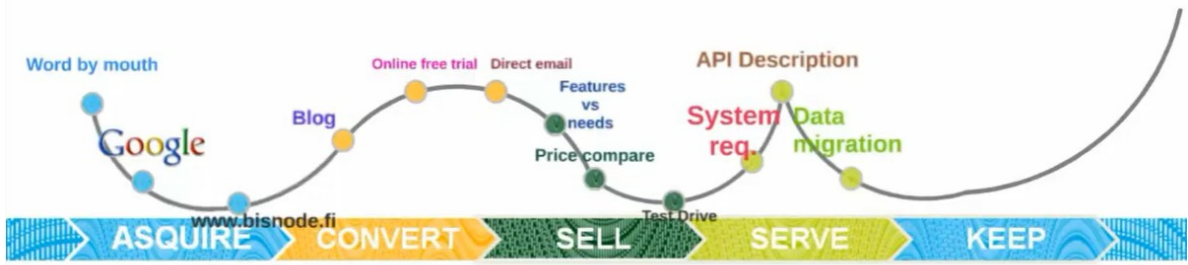 Word by mouth
Google
www.bisnode.fi
Blog
Online free trial
Direct email
Features
vs
needs
Price compare
Test Drive
System
req.
API Description
Data
migration
ASQUIRE
CONVERT
SELL
SERVE
KEEP